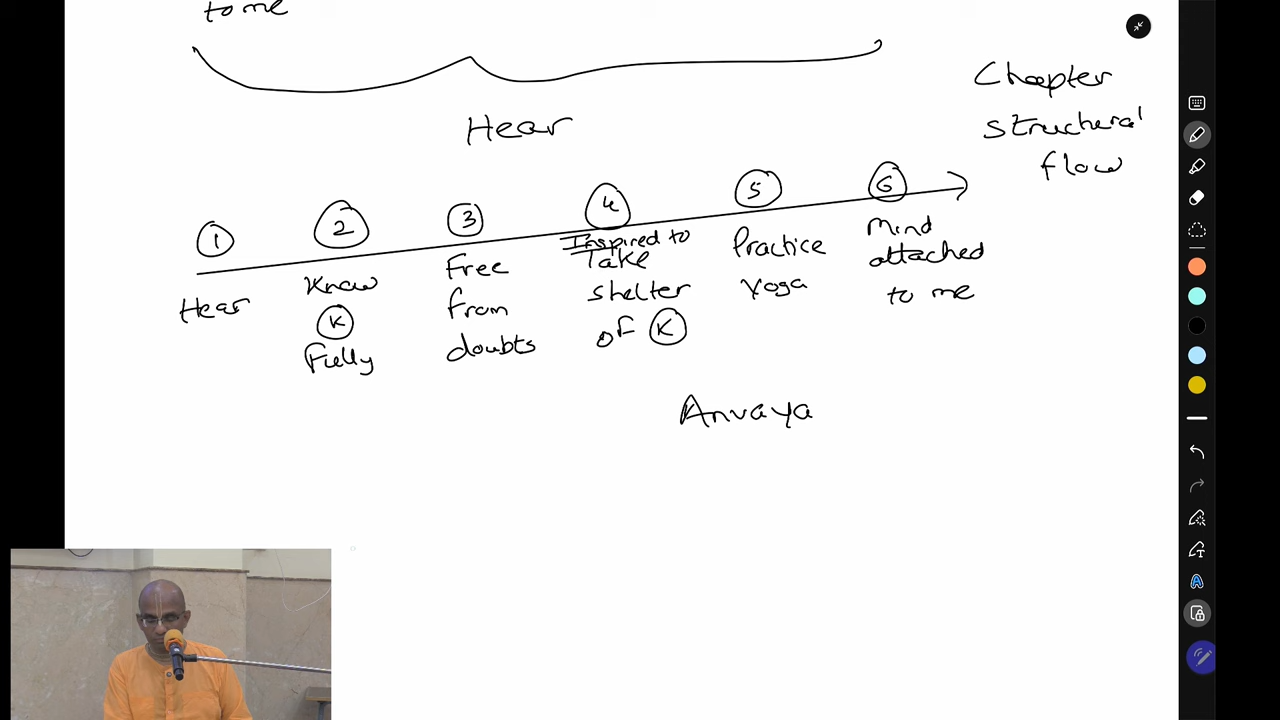 to me
Hear
Chapter
structural
flow
1
Hear
2
Know
K
Fully
3
Free
from
doubts
4
Inspired to
Take
shelter
of K
5
Practice
yoga
6
Mind
attached
to me
Anvaya